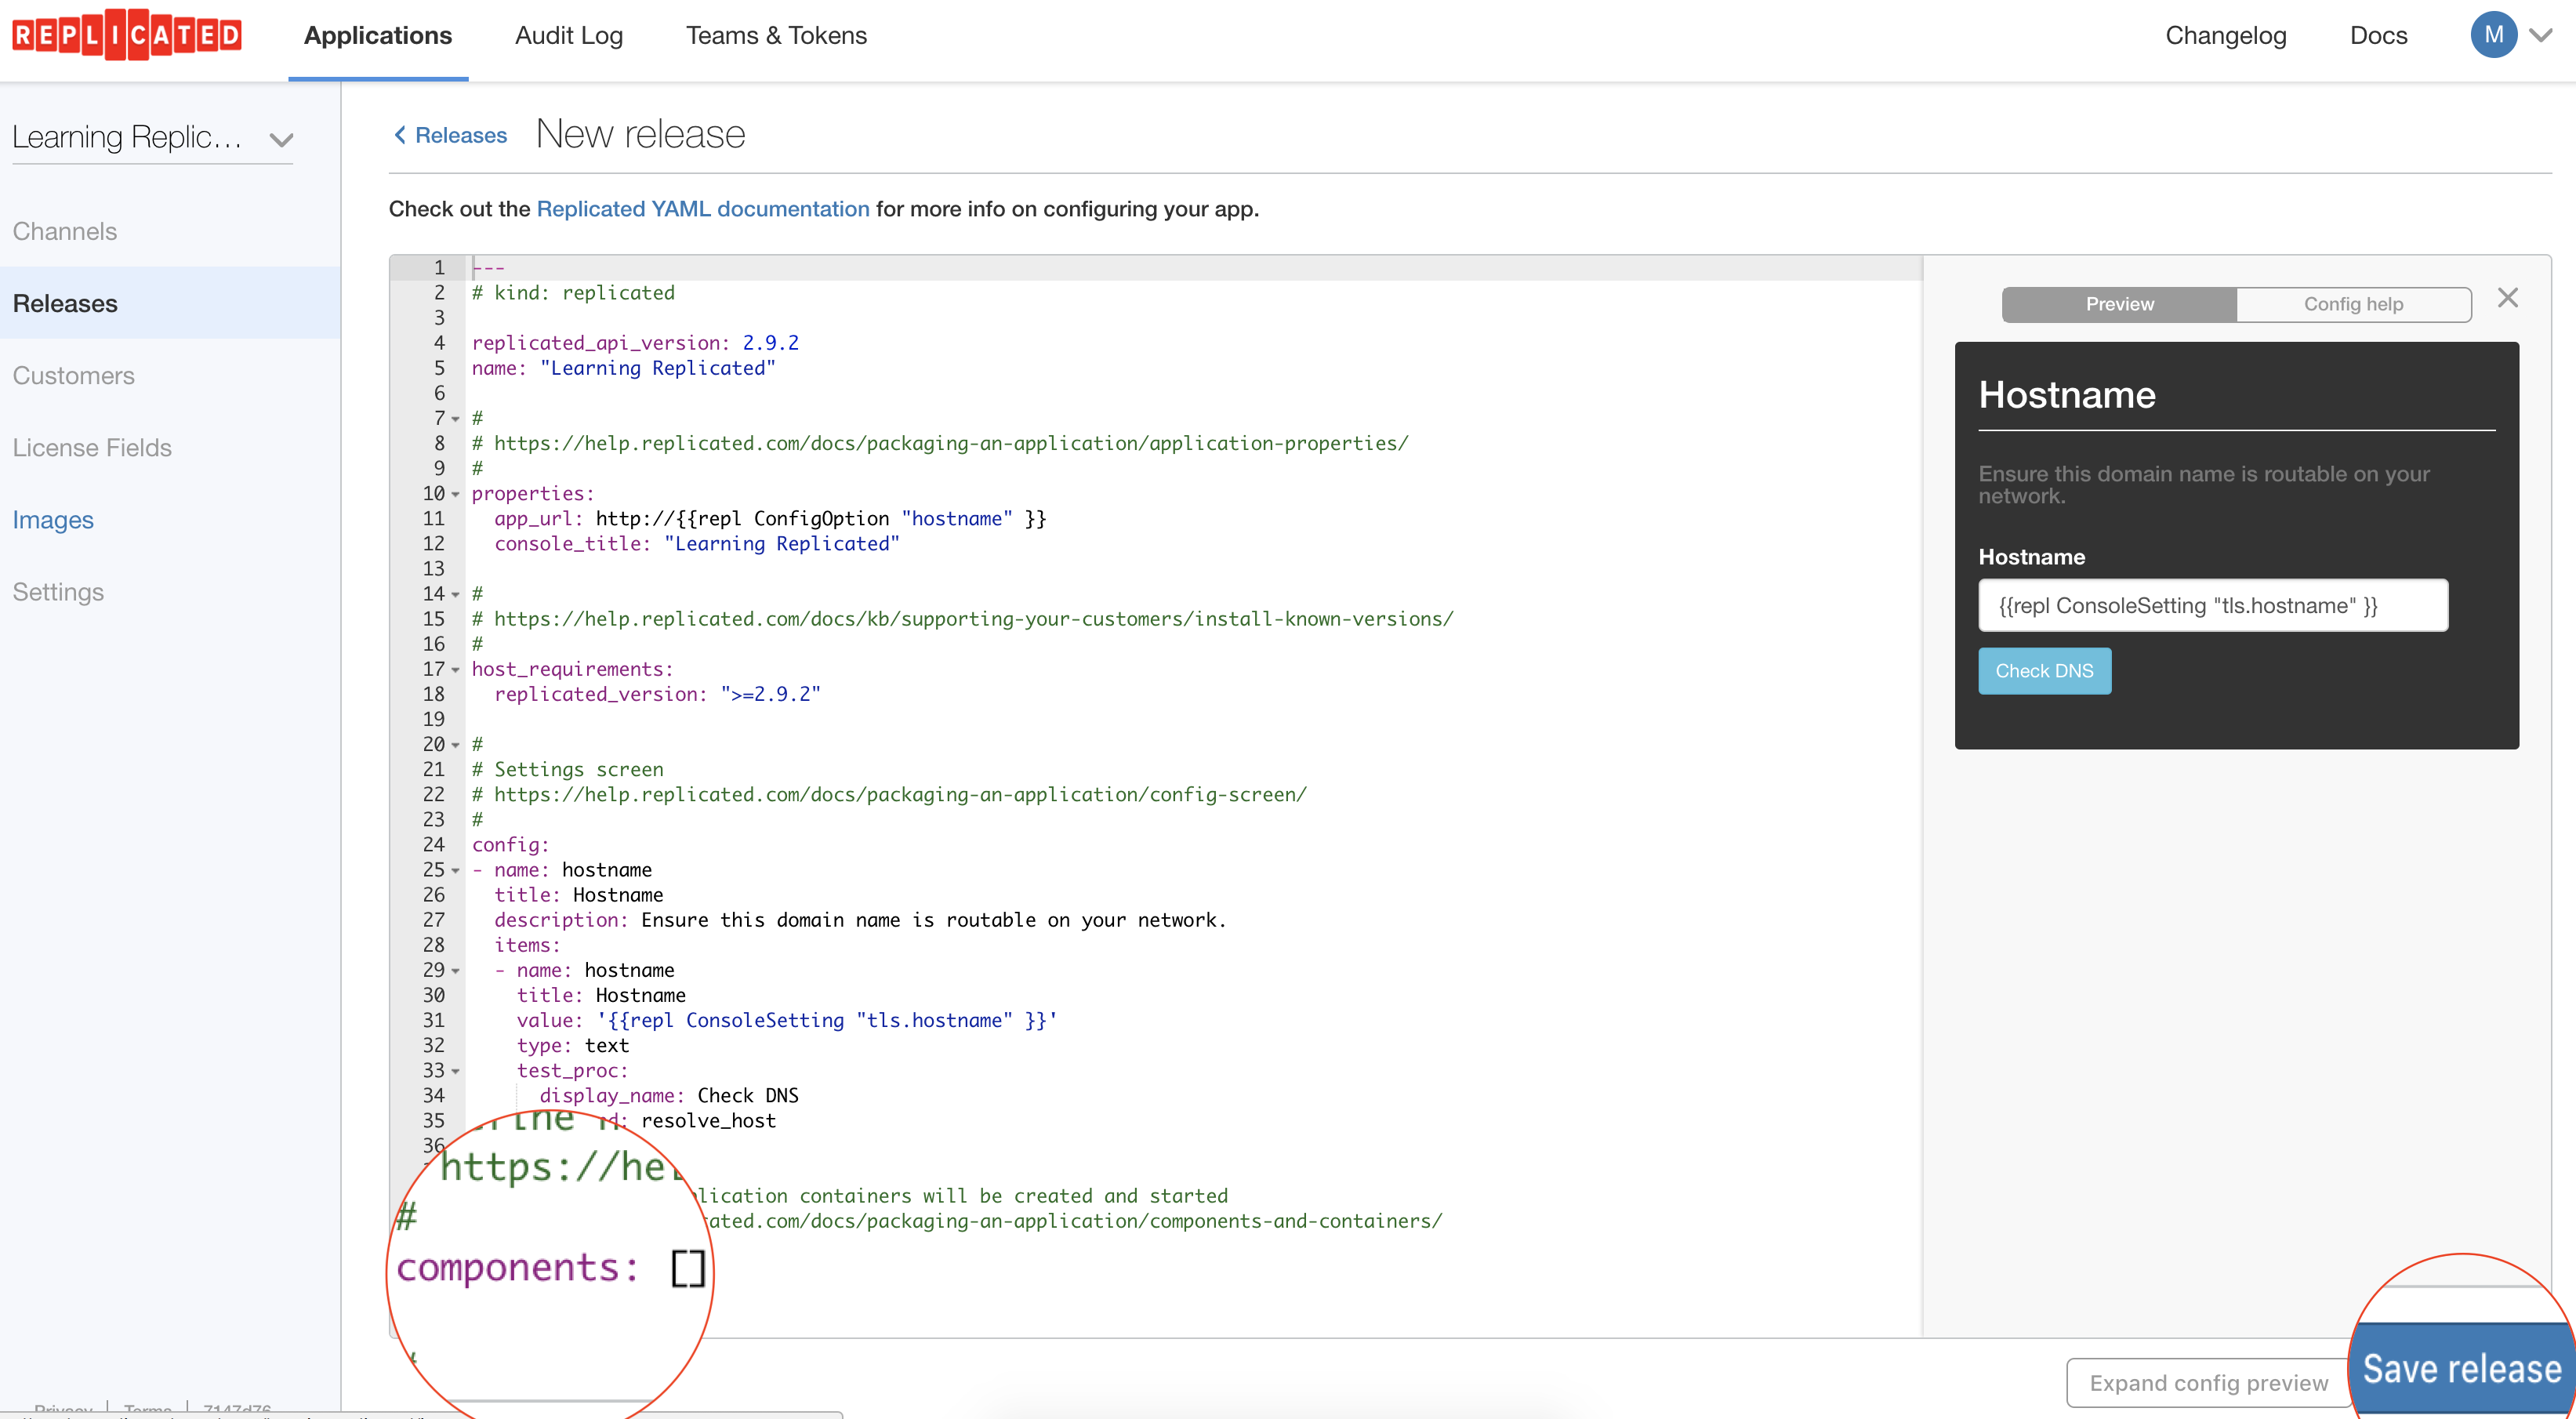 REPLICATED
Applications
Audit Log
Teams & Tokens
Changelog
Docs
M
Learning Replic...
Channels
Releases
Customers
License Fields
Images
Settings
Releases
New release
Check out the Replicated YAML documentation for more info on configuring your app.
1 ---
2 # kind: replicated
3
4 replicated_api_version: 2.9.2
5 name: "Learning Replicated"
6
7 #
8 # https://help.replicated.com/docs/packaging-an-application/application-properties/
9 #
10 properties:
11 app_url: http://{{repl ConfigOption "hostname" }}
12 console_title: "Learning Replicated"
13
14 #
15 # https://help.replicated.com/docs/kb/supporting-your-customers/install-known-versions/
16 #
17 host_requirements:
18 replicated_version: ">=2.9.2"
19
20 #
21 # Settings screen
22 # https://help.replicated.com/docs/packaging-an-application/config-screen/
23 #
24 config:
25 - name: hostname
26 title: Hostname
27 description: Ensure this domain name is routable on your network.
28 items:
29 - name: hostname
30 title: Hostname
31 value: '{{repl ConsoleSetting "tls.hostname" }}'
32 type: text
33 test_proc:
34 display_name: Check DNS
35 d: resolve_host
36
https://hel
lication containers will be created and started
#
cated.com/docs/packaging-an-application/components-and-containers/
components: []
Preview
Config help
Hostname
Ensure this domain name is routable on your
network.
Hostname
{{repl ConsoleSetting "tls.hostname" }}
Check DNS
Expand config preview
Save release
Privacy
Terms
7147d76